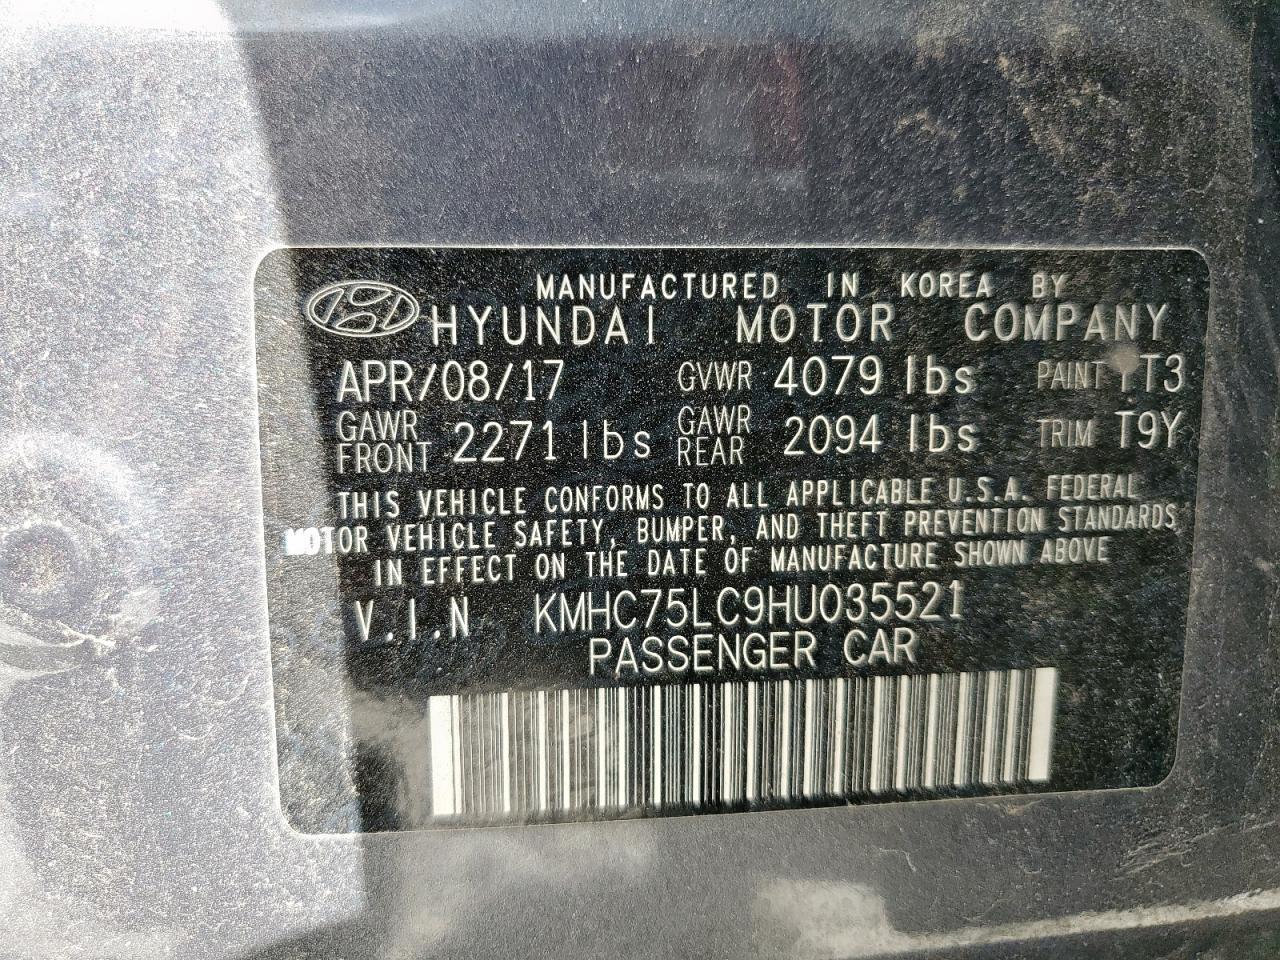 MANUFACTURED IN KOREA BY
HYUNDAI MOTOR COMPANY
APR/08/17 GVWR 4079 lbs PAINT YT3
GAWR FRONT 2271 lbs GAWR REAR 2094 lbs TRIM T9Y
THIS VEHICLE CONFORMS TO ALL APPLICABLE U.S.A. FEDERAL
MOTOR VEHICLE SAFETY, BUMPER, AND THEFT PREVENTION STANDARDS
IN EFFECT ON THE DATE OF MANUFACTURE SHOWN ABOVE
V.I.N KMHC75LC9HU035521
PASSENGER CAR